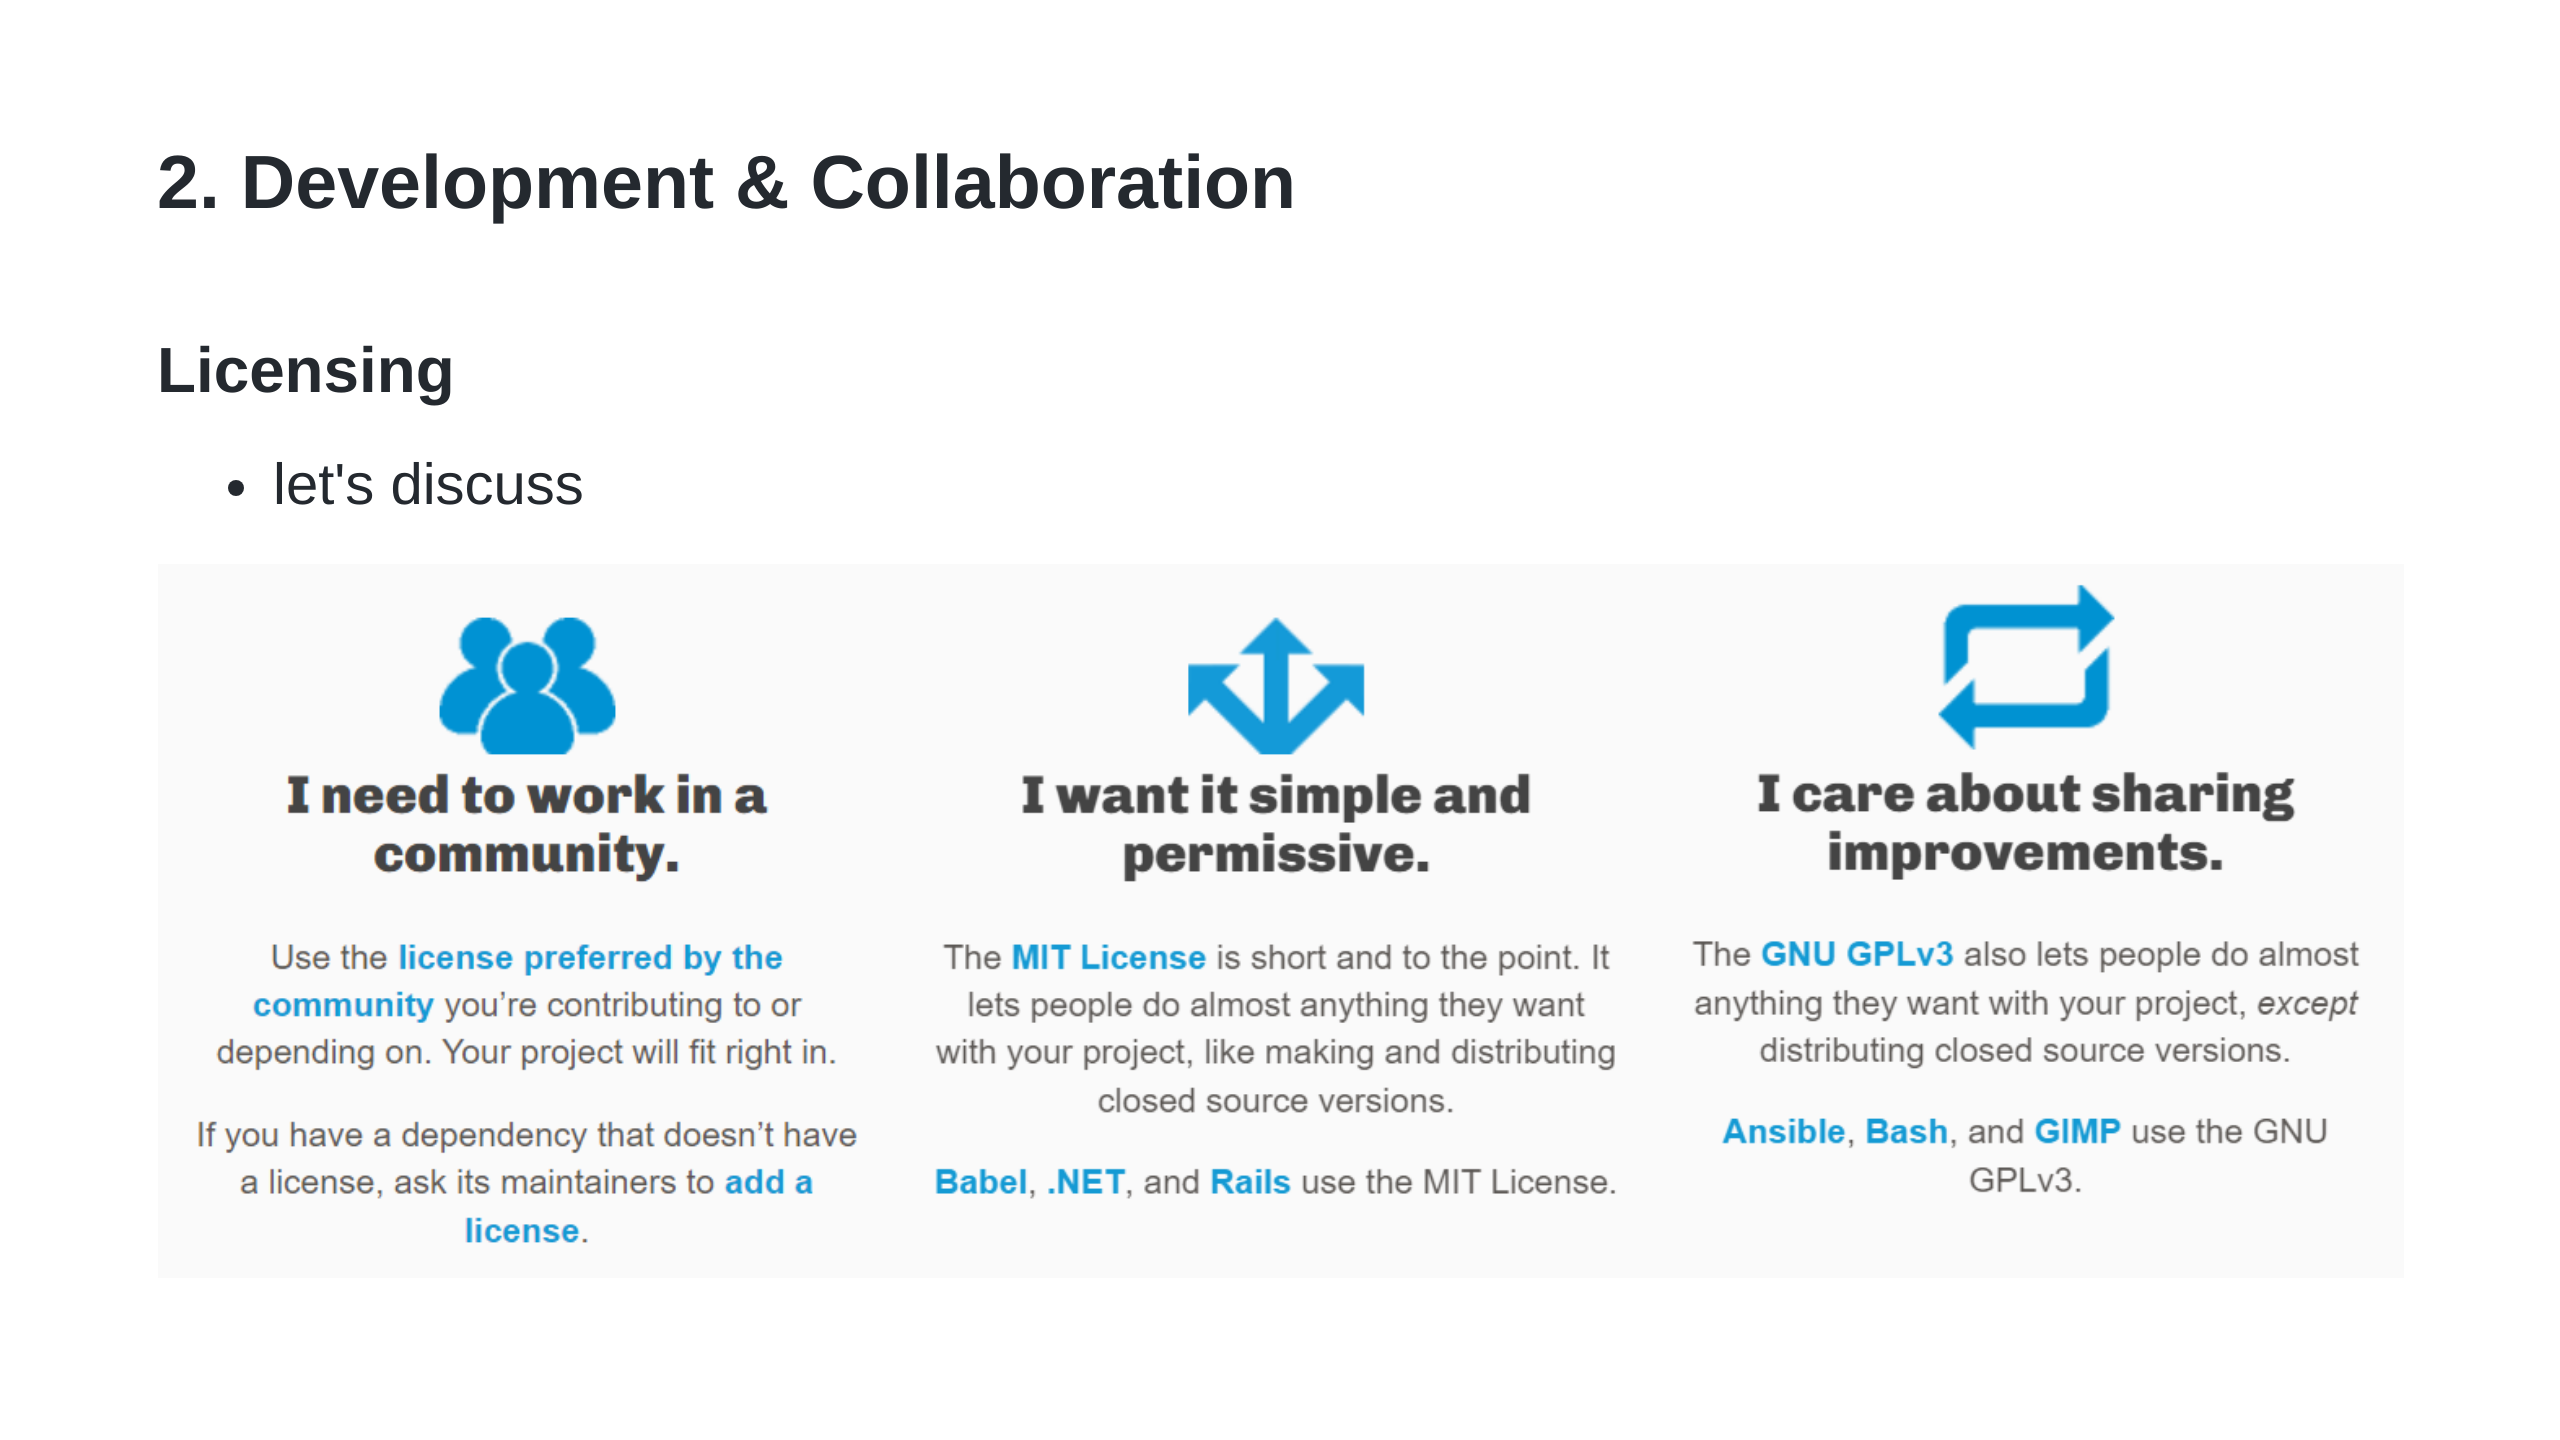 2. Development & Collaboration
Licensing
• let's discuss
I need to work in a
community.
Use the license preferred by the
community you’re contributing to or
depending on. Your project will fit right in.
If you have a dependency that doesn’t have
a license, ask its maintainers to add a
license.
I want it simple and
permissive.
The MIT License is short and to the point. It
lets people do almost anything they want
with your project, like making and distributing
closed source versions.
Babel, .NET, and Rails use the MIT License.
I care about sharing
improvements.
The GNU GPLv3 also lets people do almost
anything they want with your project, except
distributing closed source versions.
Ansible, Bash, and GIMP use the GNU
GPLv3.